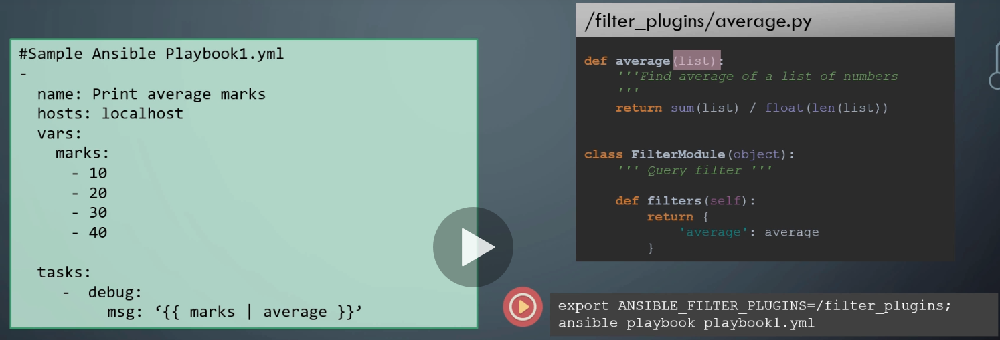 #Sample Ansible Playbook1.yml
-
name: Print average marks
hosts: localhost
vars:
marks:
- 10
- 20
- 30
- 40
tasks:
- debug:
msg: ‘{{ marks | average }}’
/filter_plugins/average.py
def average(list):
'''Find average of a list of numbers
'''
return sum(list) / float(len(list))
class FilterModule(object):
''' Query filter '''
def filters(self):
return {
'average': average
}
export ANSIBLE_FILTER_PLUGINS=/filter_plugins;
ansible-playbook playbook1.yml